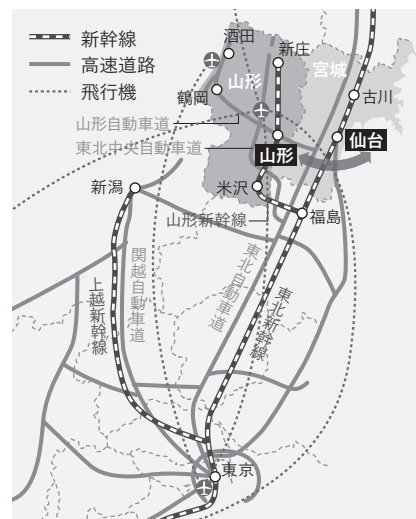 新幹線
高速道路
飛行機
酒田
新庄
山形
宮城
鶴岡
古川
山形自動車道
東北中央自動車道
山形
仙台
新潟
米沢
福島
山形新幹線
関越自動車道
東北自動車道
上越新幹線
東北新幹線
東京